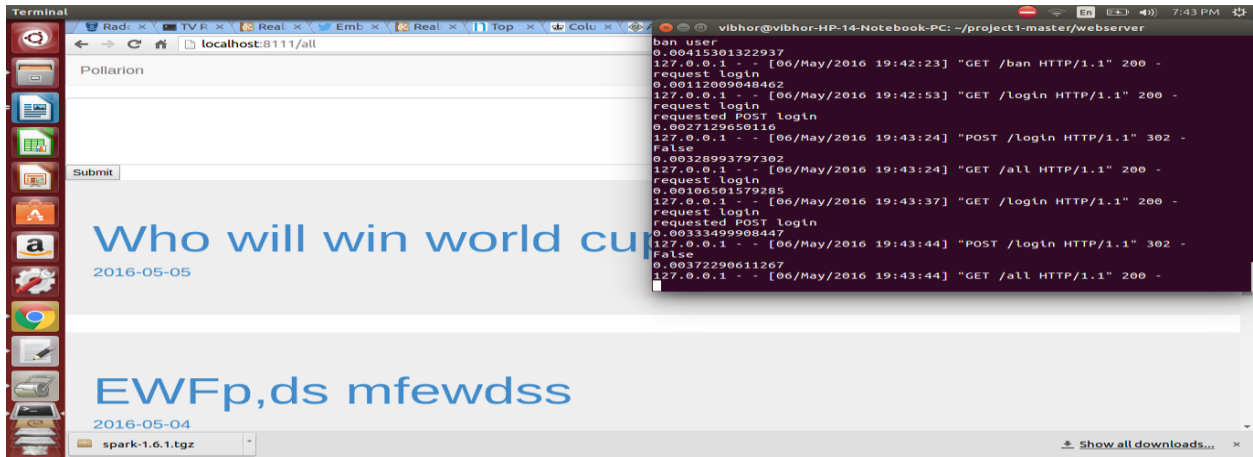 Terminal
En
7:43 PM
Rado
TV R
Reali
Emb
Reali
Top
Colu
vibhor@vibhor-HP-14-Notebook-PC: ~/project1-master/webserver
localhost:8111/all
Pollarion
Submit
Who will win world cup
2016-05-05
EWFp,ds mfewdss
2016-05-04
ban user
0.00415301322937
127.0.0.1 - - [06/May/2016 19:42:23] "GET /ban HTTP/1.1" 200 -
request login
0.00112009048462
127.0.0.1 - - [06/May/2016 19:42:53] "GET /login HTTP/1.1" 200 -
request login
requested POST login
0.0027129650116
127.0.0.1 - - [06/May/2016 19:43:24] "POST /login HTTP/1.1" 302 -
False
0.00328993797302
127.0.0.1 - - [06/May/2016 19:43:24] "GET /all HTTP/1.1" 200 -
request login
0.00106501579285
127.0.0.1 - - [06/May/2016 19:43:37] "GET /login HTTP/1.1" 200 -
request login
requested POST login
0.00333499908447
127.0.0.1 - - [06/May/2016 19:43:44] "POST /login HTTP/1.1" 302 -
False
0.00372290611267
127.0.0.1 - - [06/May/2016 19:43:44] "GET /all HTTP/1.1" 200 -
spark-1.6.1.tgz
Show all downloads...